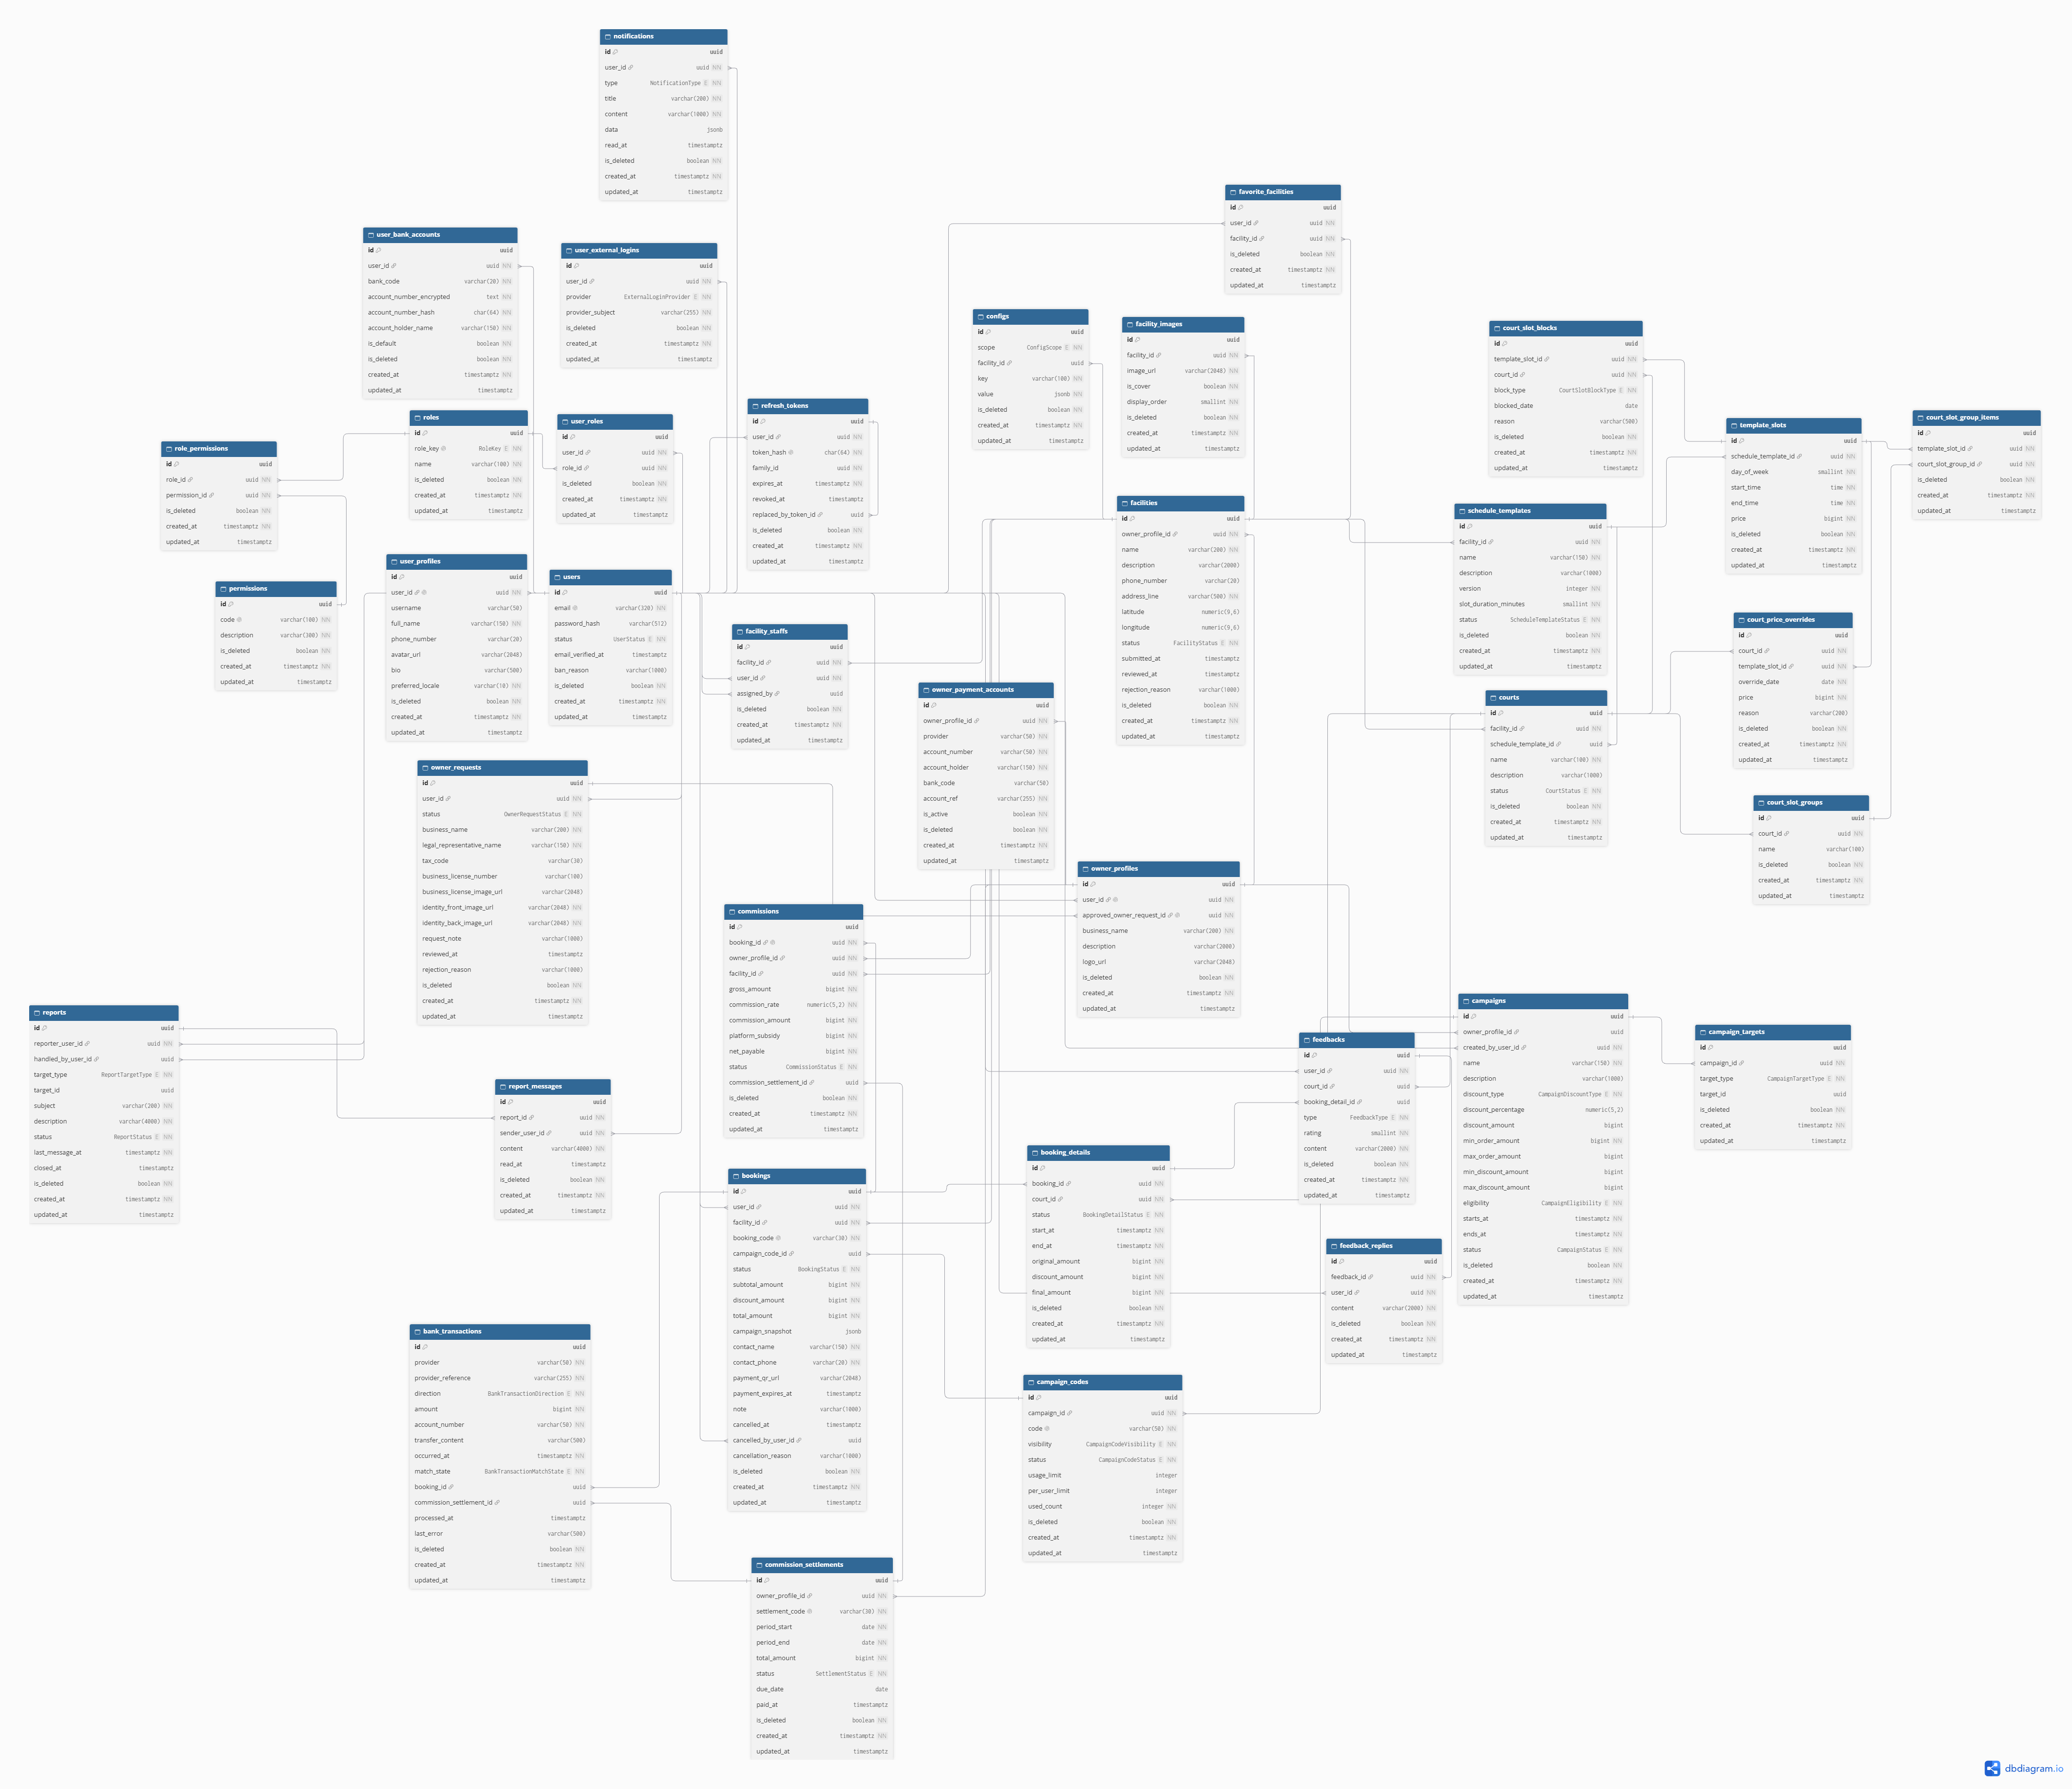 notifications
id uuid
user_id uuid NN
type NotificationType E NN
title varchar(200) NN
content varchar(1000) NN
data jsonb
read_at timestamptz
is_deleted boolean NN
created_at timestamptz NN
updated_at timestamptz
favorite_facilities
id uuid
user_id uuid NN
facility_id uuid NN
is_deleted boolean NN
created_at timestamptz NN
updated_at timestamptz
user_bank_accounts
id uuid
user_id uuid NN
bank_code varchar(20) NN
account_number_encrypted text NN
account_number_hash char(64) NN
account_holder_name varchar(150) NN
is_default boolean NN
is_deleted boolean NN
created_at timestamptz NN
updated_at timestamptz
user_external_logins
id uuid
user_id uuid NN
provider ExternalLoginProvider E NN
provider_subject varchar(255) NN
is_deleted boolean NN
created_at timestamptz NN
updated_at timestamptz
configs
id uuid
scope ConfigScope E NN
facility_id uuid
key varchar(100) NN
value jsonb NN
is_deleted boolean NN
created_at timestamptz NN
updated_at timestamptz
facility_images
id uuid
facility_id uuid NN
image_url varchar(2048) NN
is_cover boolean NN
display_order smallint NN
is_deleted boolean NN
created_at timestamptz NN
updated_at timestamptz
court_slot_blocks
id uuid
template_slot_id uuid NN
court_id uuid NN
block_type CourtSlotBlockType E NN
blocked_date date
reason varchar(500)
is_deleted boolean NN
created_at timestamptz NN
updated_at timestamptz
refresh_tokens
id uuid
user_id uuid NN
token_hash char(64) NN
family_id uuid NN
expires_at timestamptz NN
revoked_at timestamptz
replaced_by_token_id uuid
is_deleted boolean NN
created_at timestamptz NN
updated_at timestamptz
roles
id uuid
role_key RoleKey E NN
name varchar(100) NN
is_deleted boolean NN
created_at timestamptz NN
updated_at timestamptz
user_roles
id uuid
user_id uuid NN
role_id uuid NN
is_deleted boolean NN
created_at timestamptz NN
updated_at timestamptz
template_slots
id uuid
schedule_template_id uuid NN
day_of_week smallint NN
start_time time NN
end_time time NN
price bigint NN
is_deleted boolean NN
created_at timestamptz NN
updated_at timestamptz
court_slot_group_items
id uuid
template_slot_id uuid NN
court_slot_group_id uuid NN
is_deleted boolean NN
created_at timestamptz NN
updated_at timestamptz
role_permissions
id uuid
role_id uuid NN
permission_id uuid NN
is_deleted boolean NN
created_at timestamptz NN
updated_at timestamptz
facilities
id uuid
owner_profile_id uuid NN
name varchar(200) NN
description varchar(2000)
phone_number varchar(20)
address_line varchar(500) NN
latitude numeric(9,6)
longitude numeric(9,6)
status FacilityStatus E NN
submitted_at timestamptz
reviewed_at timestamptz
rejection_reason varchar(1000)
is_deleted boolean NN
created_at timestamptz NN
updated_at timestamptz
schedule_templates
id uuid
facility_id uuid NN
name varchar(150) NN
description varchar(1000)
version integer NN
slot_duration_minutes smallint NN
status ScheduleTemplateStatus E NN
is_deleted boolean NN
created_at timestamptz NN
updated_at timestamptz
user_profiles
id uuid
user_id uuid NN
username varchar(50)
full_name varchar(150) NN
phone_number varchar(20)
avatar_url varchar(2048)
bio varchar(500)
preferred_locale varchar(10) NN
is_deleted boolean NN
created_at timestamptz NN
updated_at timestamptz
users
id uuid
email varchar(320) NN
password_hash varchar(512)
status UserStatus E NN
email_verified_at timestamptz
ban_reason varchar(1000)
is_deleted boolean NN
created_at timestamptz NN
updated_at timestamptz
permissions
id uuid
code varchar(100) NN
description varchar(300) NN
is_deleted boolean NN
created_at timestamptz NN
updated_at timestamptz
facility_staffs
id uuid
facility_id uuid NN
user_id uuid NN
assigned_by uuid
is_deleted boolean NN
created_at timestamptz NN
updated_at timestamptz
court_price_overrides
id uuid
court_id uuid NN
template_slot_id uuid NN
override_date date NN
price bigint NN
reason varchar(200)
is_deleted boolean NN
created_at timestamptz NN
updated_at timestamptz
owner_payment_accounts
id uuid
owner_profile_id uuid NN
provider varchar(50) NN
account_number varchar(50) NN
account_holder varchar(150) NN
bank_code varchar(50)
account_ref varchar(255) NN
is_active boolean NN
is_deleted boolean NN
created_at timestamptz NN
updated_at timestamptz
courts
id uuid
facility_id uuid NN
schedule_template_id uuid
name varchar(100) NN
description varchar(1000)
status CourtStatus E NN
is_deleted boolean NN
created_at timestamptz NN
updated_at timestamptz
court_slot_groups
id uuid
court_id uuid NN
name varchar(100)
is_deleted boolean NN
created_at timestamptz NN
updated_at timestamptz
owner_requests
id uuid
user_id uuid NN
status OwnerRequestStatus E NN
business_name varchar(200) NN
legal_representative_name varchar(150) NN
tax_code varchar(30)
business_license_number varchar(100)
business_license_image_url varchar(2048)
identity_front_image_url varchar(2048) NN
identity_back_image_url varchar(2048) NN
request_note varchar(1000)
reviewed_at timestamptz
rejection_reason varchar(1000)
is_deleted boolean NN
created_at timestamptz NN
updated_at timestamptz
owner_profiles
id uuid
user_id uuid NN
approved_owner_request_id uuid NN
business_name varchar(200) NN
description varchar(2000)
logo_url varchar(2048)
is_deleted boolean NN
created_at timestamptz NN
updated_at timestamptz
commissions
id uuid
booking_id uuid NN
owner_profile_id uuid NN
facility_id uuid NN
gross_amount bigint NN
commission_rate numeric(5,2) NN
commission_amount bigint NN
platform_subsidy bigint NN
net_payable bigint NN
status CommissionStatus E NN
commission_settlement_id uuid
is_deleted boolean NN
created_at timestamptz NN
updated_at timestamptz
reports
id uuid
reporter_user_id uuid NN
handled_by_user_id uuid
target_type ReportTargetType E NN
target_id uuid
subject varchar(200) NN
description varchar(4000) NN
status ReportStatus E NN
last_message_at timestamptz NN
closed_at timestamptz
is_deleted boolean NN
created_at timestamptz NN
updated_at timestamptz
campaigns
id uuid
owner_profile_id uuid
created_by_user_id uuid NN
name varchar(150) NN
description varchar(1000)
discount_type CampaignDiscountType E NN
discount_percentage numeric(5,2)
discount_amount bigint
min_order_amount bigint NN
max_order_amount bigint
min_discount_amount bigint
max_discount_amount bigint
eligibility CampaignEligibility E NN
starts_at timestamptz NN
ends_at timestamptz NN
status CampaignStatus E NN
is_deleted boolean NN
created_at timestamptz NN
updated_at timestamptz
campaign_targets
id uuid
campaign_id uuid NN
target_type CampaignTargetType E NN
target_id uuid
is_deleted boolean NN
created_at timestamptz NN
updated_at timestamptz
feedbacks
id uuid
user_id uuid NN
court_id uuid
booking_detail_id uuid
type FeedbackType E NN
rating smallint NN
content varchar(2000) NN
is_deleted boolean NN
created_at timestamptz NN
updated_at timestamptz
report_messages
id uuid
report_id uuid NN
sender_user_id uuid NN
content varchar(4000) NN
read_at timestamptz
is_deleted boolean NN
created_at timestamptz NN
updated_at timestamptz
booking_details
id uuid
booking_id uuid NN
court_id uuid NN
status BookingDetailStatus E NN
start_at timestamptz NN
end_at timestamptz NN
original_amount bigint NN
discount_amount bigint NN
final_amount bigint NN
is_deleted boolean NN
created_at timestamptz NN
updated_at timestamptz
bookings
id uuid
user_id uuid NN
facility_id uuid NN
booking_code varchar(30) NN
campaign_code_id uuid
status BookingStatus E NN
subtotal_amount bigint NN
discount_amount bigint NN
total_amount bigint NN
campaign_snapshot jsonb
contact_name varchar(150) NN
contact_phone varchar(20) NN
payment_qr_url varchar(2048)
payment_expires_at timestamptz
note varchar(1000)
cancelled_at timestamptz
cancelled_by_user_id uuid
cancellation_reason varchar(1000)
is_deleted boolean NN
created_at timestamptz NN
updated_at timestamptz
feedback_replies
id uuid
feedback_id uuid NN
user_id uuid NN
content varchar(2000) NN
is_deleted boolean NN
created_at timestamptz NN
updated_at timestamptz
bank_transactions
id uuid
provider varchar(50) NN
provider_reference varchar(255) NN
direction BankTransactionDirection E NN
amount bigint NN
account_number varchar(50) NN
transfer_content varchar(500)
occurred_at timestamptz NN
match_state BankTransactionMatchState E NN
booking_id uuid
commission_settlement_id uuid
processed_at timestamptz
last_error varchar(500)
is_deleted boolean NN
created_at timestamptz NN
updated_at timestamptz
campaign_codes
id uuid
campaign_id uuid NN
code varchar(50) NN
visibility CampaignCodeVisibility E NN
status CampaignCodeStatus E NN
usage_limit integer
per_user_limit integer
used_count integer NN
is_deleted boolean NN
created_at timestamptz NN
updated_at timestamptz
commission_settlements
id uuid
owner_profile_id uuid NN
settlement_code varchar(30) NN
period_start date NN
period_end date NN
total_amount bigint NN
status SettlementStatus E NN
due_date date
paid_at timestamptz
is_deleted boolean NN
created_at timestamptz NN
updated_at timestamptz
dbdiagram.io